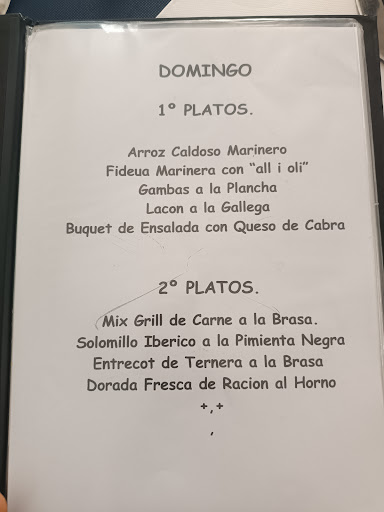 DOMINGO
1º PLATOS.
Arroz Caldoso Marinero
Fideua Marinera con “all i oli”
Gambas a la Plancha
Lacon a la Gallega
Buquet de Ensalada con Queso de Cabra
2º PLATOS.
Mix Grill de Carne a la Brasa.
Solomillo Iberico a la Pimienta Negra
Entrecot de Ternera a la Brasa
Dorada Fresca de Racion al Horno
+,+
,